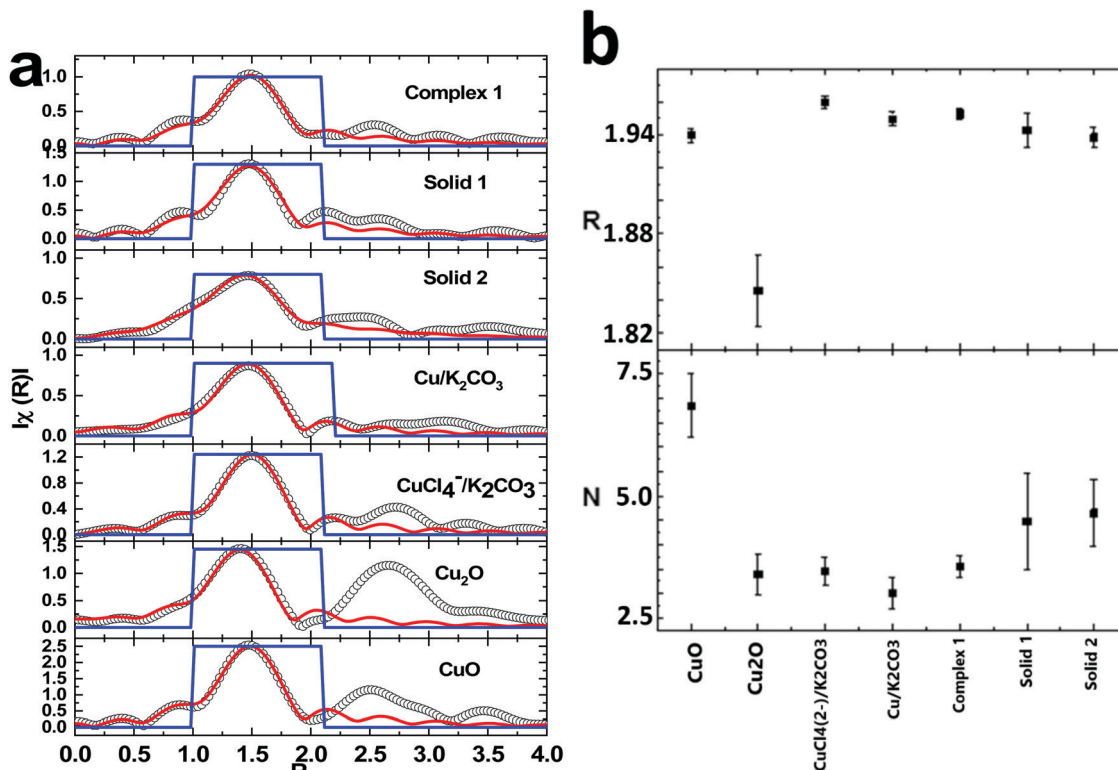 a
Complex 1
1.0
0.5
0.0
Solid 1
1.5
1.0
0.5
0.0
Solid 2
1.0
0.5
0.0
Cu/K₂CO₃
1.0
0.5
0.0
CuCl₄⁻/K₂CO₃
1.2
0.8
0.4
0.0
Cu₂O
1.5
1.0
0.5
0.0
CuO
2.5
2.0
1.5
1.0
0.5
0.0
|χ (R)|
0.0 0.5 1.0 1.5 2.0 2.5 3.0 3.5 4.0
b
R
1.94
1.88
1.82
N
7.5
5.0
2.5
CuO
Cu2O
CuCl4(2-)/K2CO3
Cu/K2CO3
Complex 1
Solid 1
Solid 2